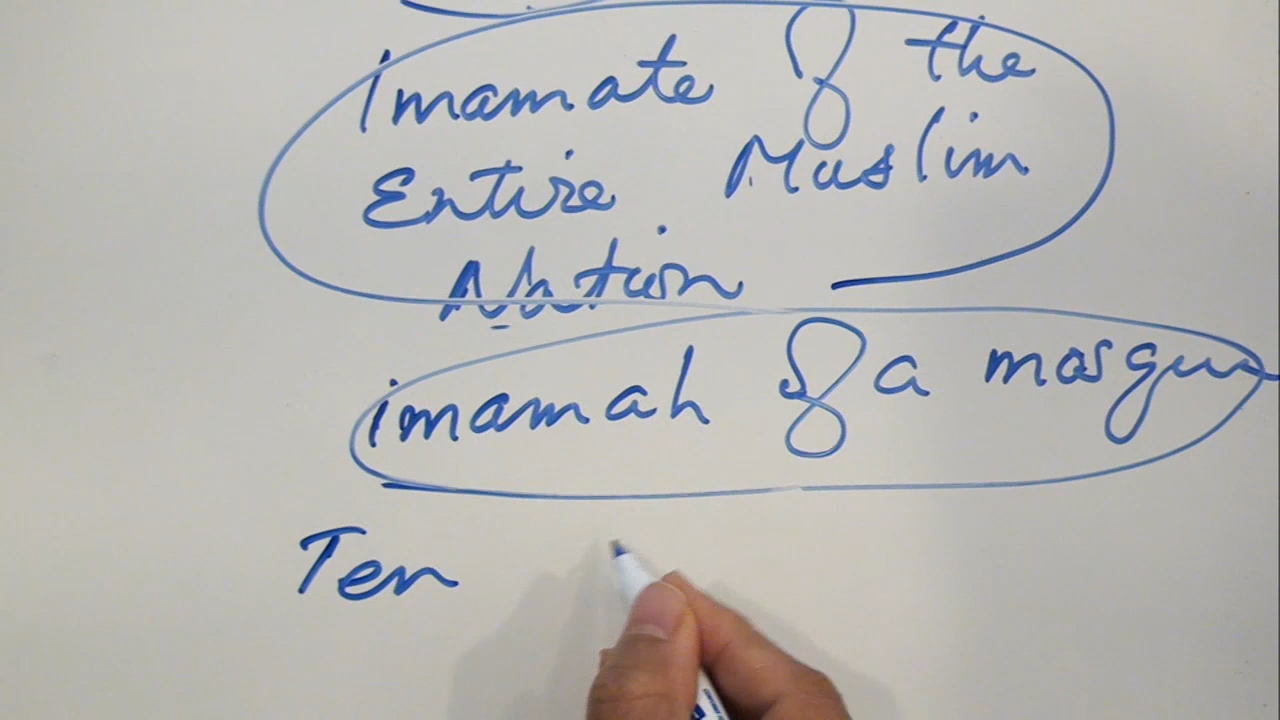 Imamate of the
Entire Muslim
Nation
imamah of a mosque
Ten